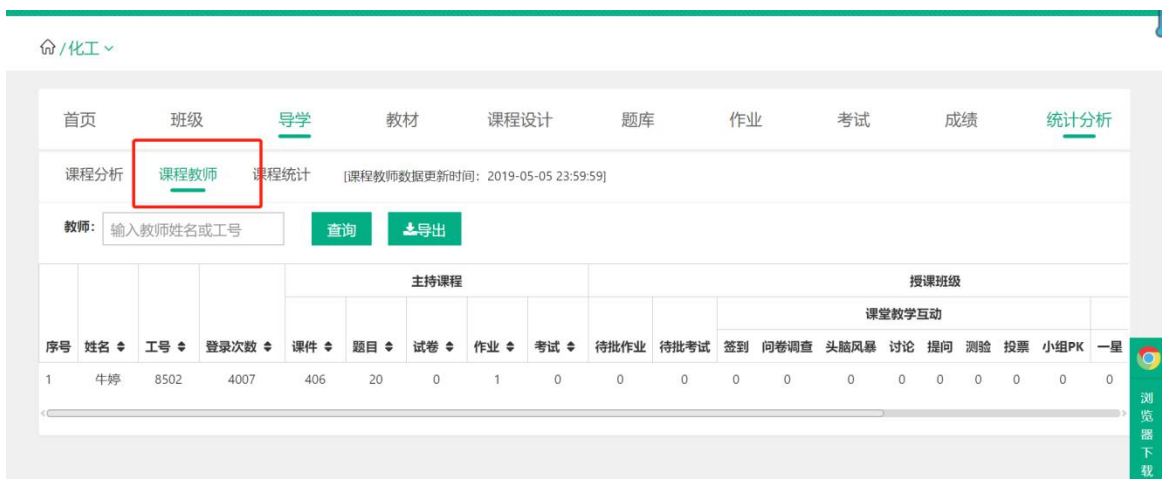 /化工
首页 班级 导学 教材 课程设计 题库 作业 考试 成绩 统计分析
课程分析 课程教师 课程统计 [课程教师数据更新时间：2019-05-05 23:59:59]
教师： 输入教师姓名或工号 查询 导出
主持课程 授课班级
课堂教学互动
序号 姓名 工号 登录次数 课件 题目 试卷 作业 考试 待批作业 待批考试 签到 问卷调查 头脑风暴 讨论 提问 测验 投票 小组PK 一星
1 牛婷 8502 4007 406 20 0 1 0 0 0 0 0 0 0 0 0 0 0 0
浏览器下载